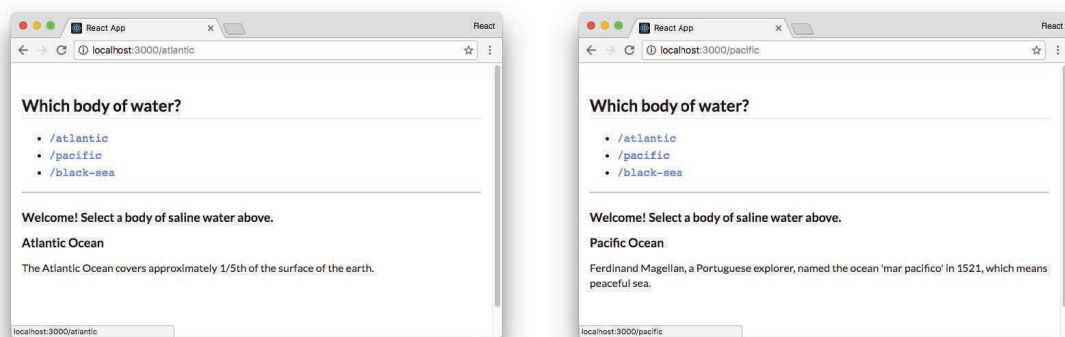 React App
React
localhost:3000/atlantic
Which body of water?
/atlantic
/pacific
/black-sea
Welcome! Select a body of saline water above.
Atlantic Ocean
The Atlantic Ocean covers approximately 1/5th of the surface of the earth.
localhost:3000/atlantic
React App
React
localhost:3000/pacific
Which body of water?
/atlantic
/pacific
/black-sea
Welcome! Select a body of saline water above.
Pacific Ocean
Ferdinand Magellan, a Portuguese explorer, named the ocean 'mar pacifico' in 1521, which means
peaceful sea.
localhost:3000/pacific